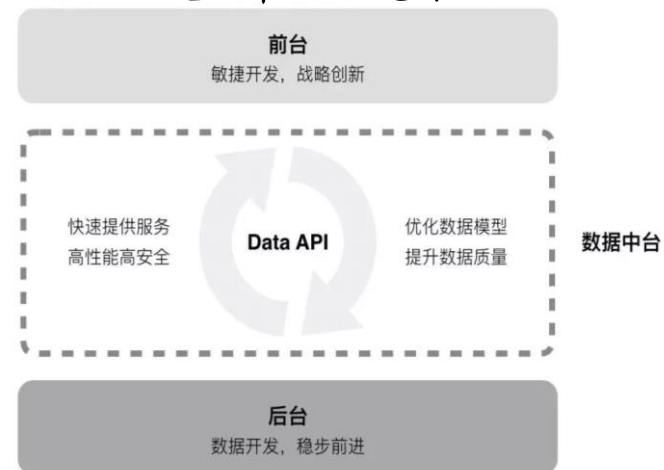 前台
敏捷开发，战略创新
快速提供服务
高性能高安全
Data API
优化数据模型
提升数据质量
数据中台
后台
数据开发，稳步前进